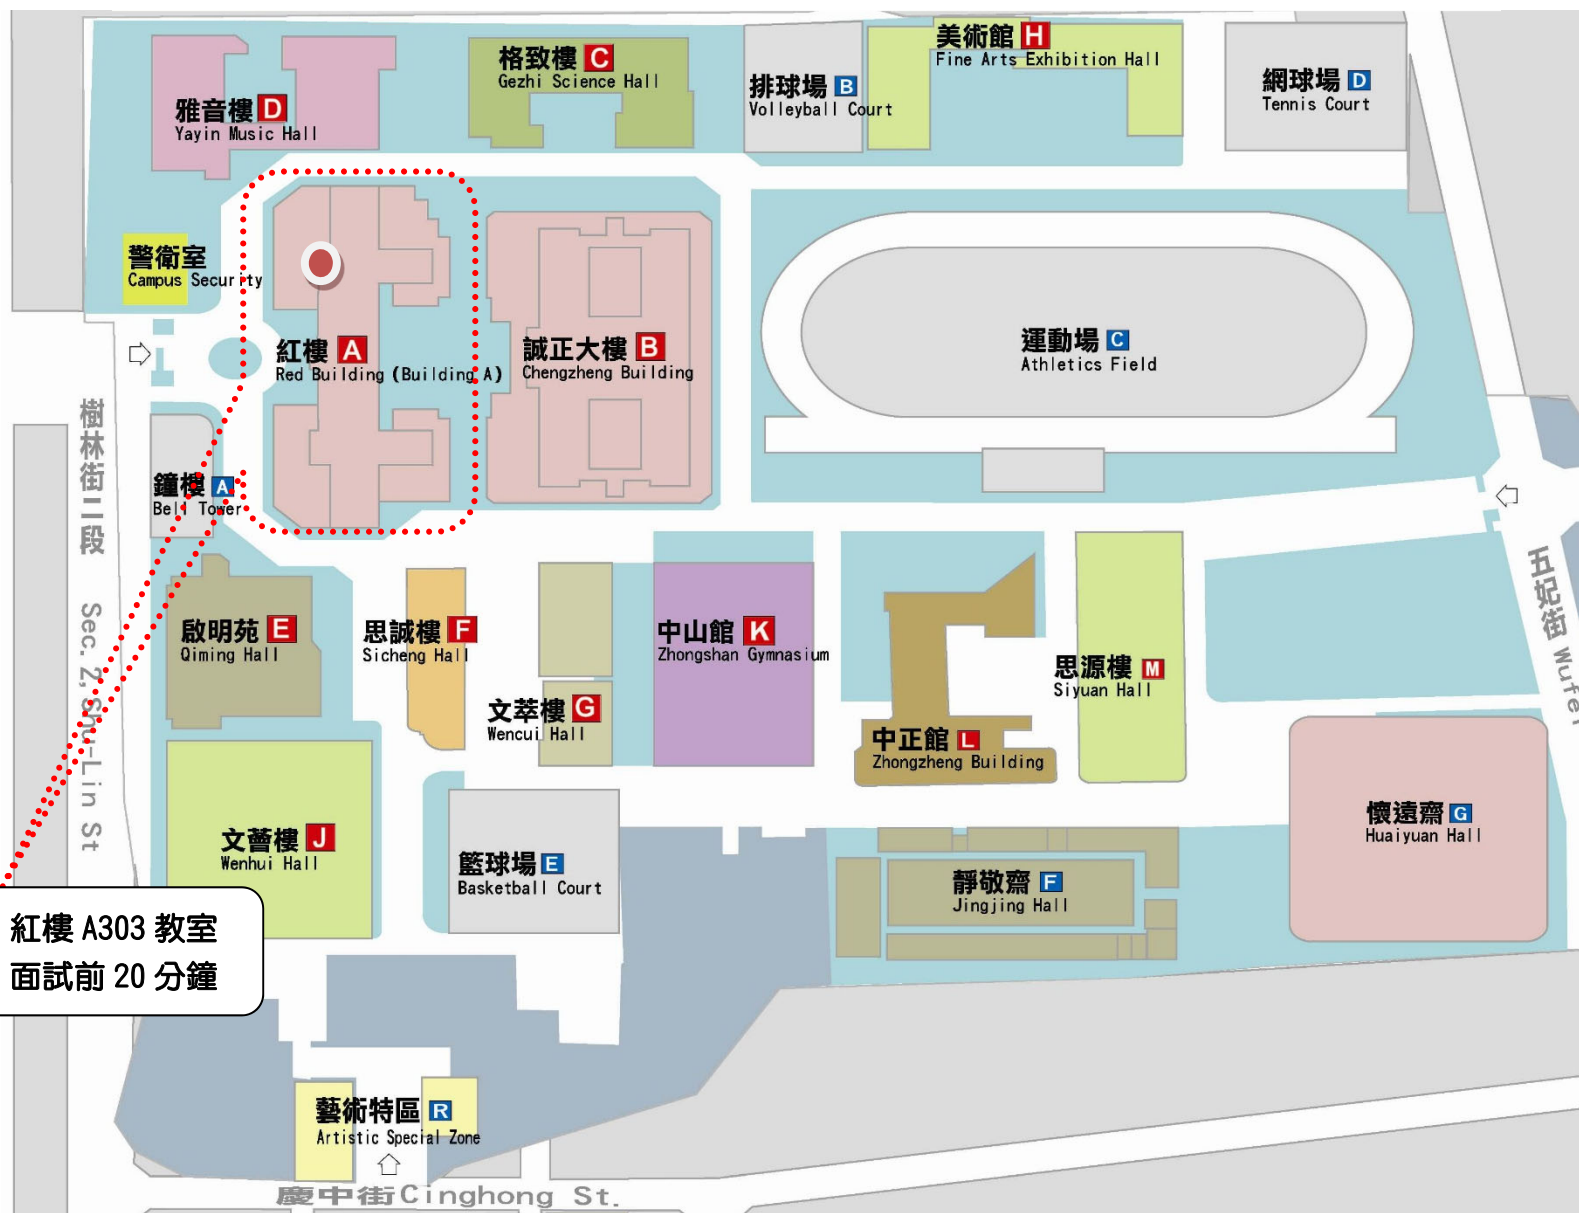 美術館 H
Fine Arts Exhibition Hall
格致樓 C
Gezhi Science Hall
排球場 B
Volleyball Court
網球場 D
Tennis Court
雅音樓 D
Yayin Music Hall
警衛室
Campus Security
紅樓 A
Red Building (Building A)
誠正大樓 B
Chengzheng Building
運動場 C
Athletics Field
樹林街二段 Sec. 2, Shu-Lin St
鐘樓 A
Bell Tower
五妃街 Wufei
啟明苑 E
Qiming Hall
思誠樓 F
Sicheng Hall
中山館 K
Zhongshan Gymnasium
思源樓 M
Siyuan Hall
文萃樓 G
Wencui Hall
中正館 L
Zhongzheng Building
文薈樓 J
Wenhui Hall
籃球場 E
Basketball Court
靜敬齋 F
Jingjing Hall
懷遠齋 G
Huaiyuan Hall
紅樓 A303 教室
面試前 20 分鐘
藝術特區 R
Artistic Special Zone
慶中街 Cinghong St.